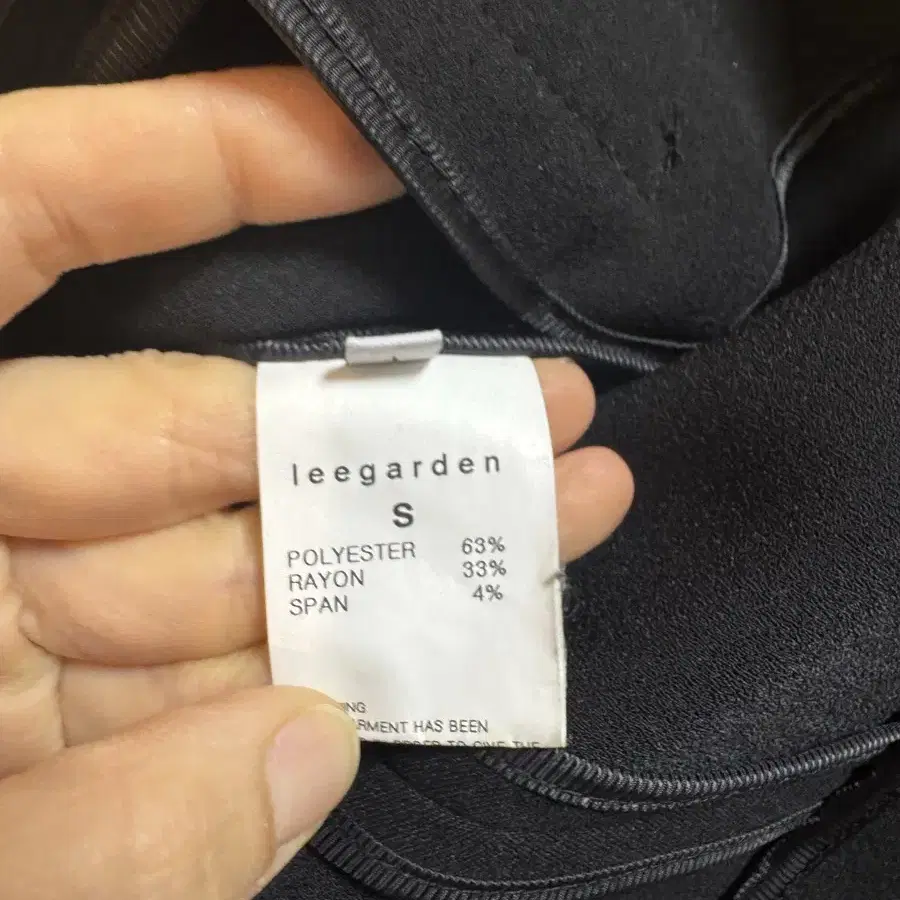 leegarden
S
POLYESTER 63%
RAYON 33%
SPAN 4%
ARMENT HAS BEEN